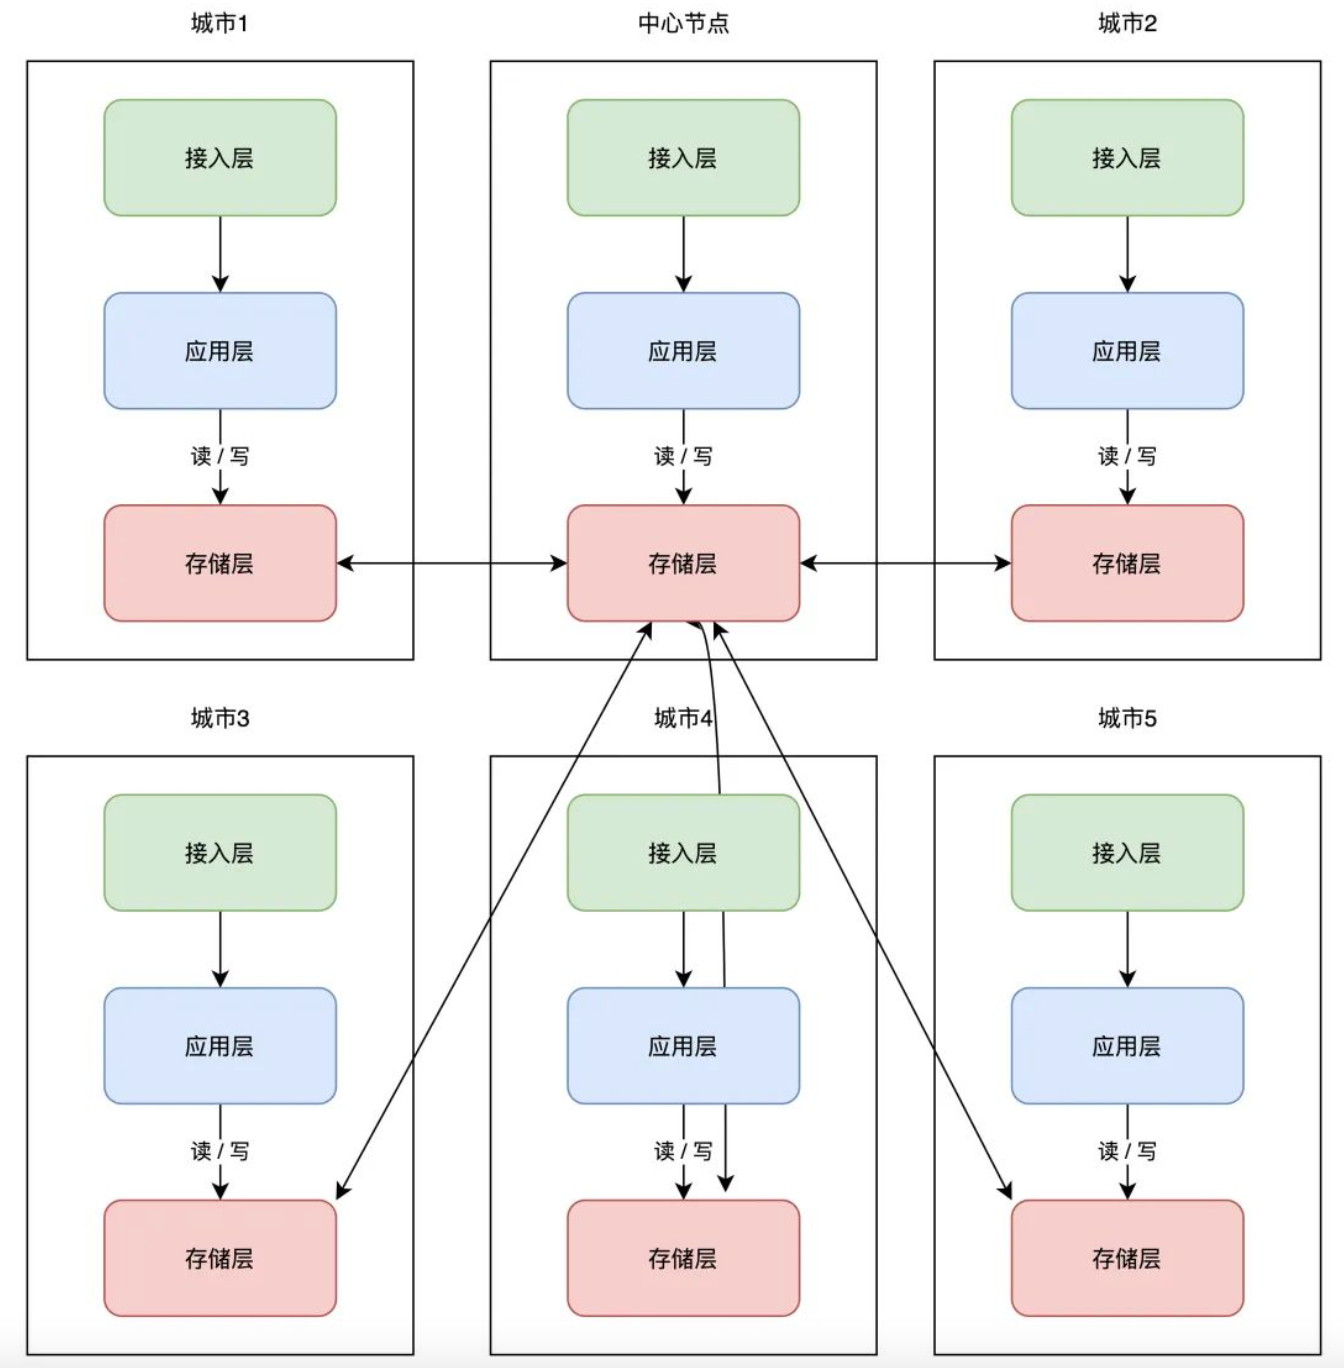 城市1
中心节点
城市2
接入层
接入层
接入层
应用层
应用层
应用层
读 / 写
读 / 写
读 / 写
存储层
存储层
存储层
城市3
城市4
城市5
接入层
接入层
接入层
应用层
应用层
应用层
读 / 写
读 / 写
读 / 写
存储层
存储层
存储层